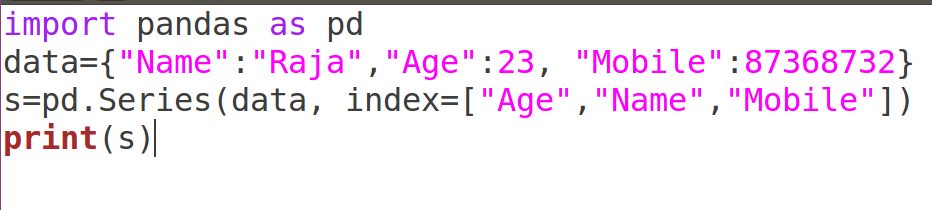 import pandas as pd
data={"Name":"Raja","Age":23, "Mobile":87368732}
s=pd.Series(data, index=["Age","Name","Mobile"])
print(s)